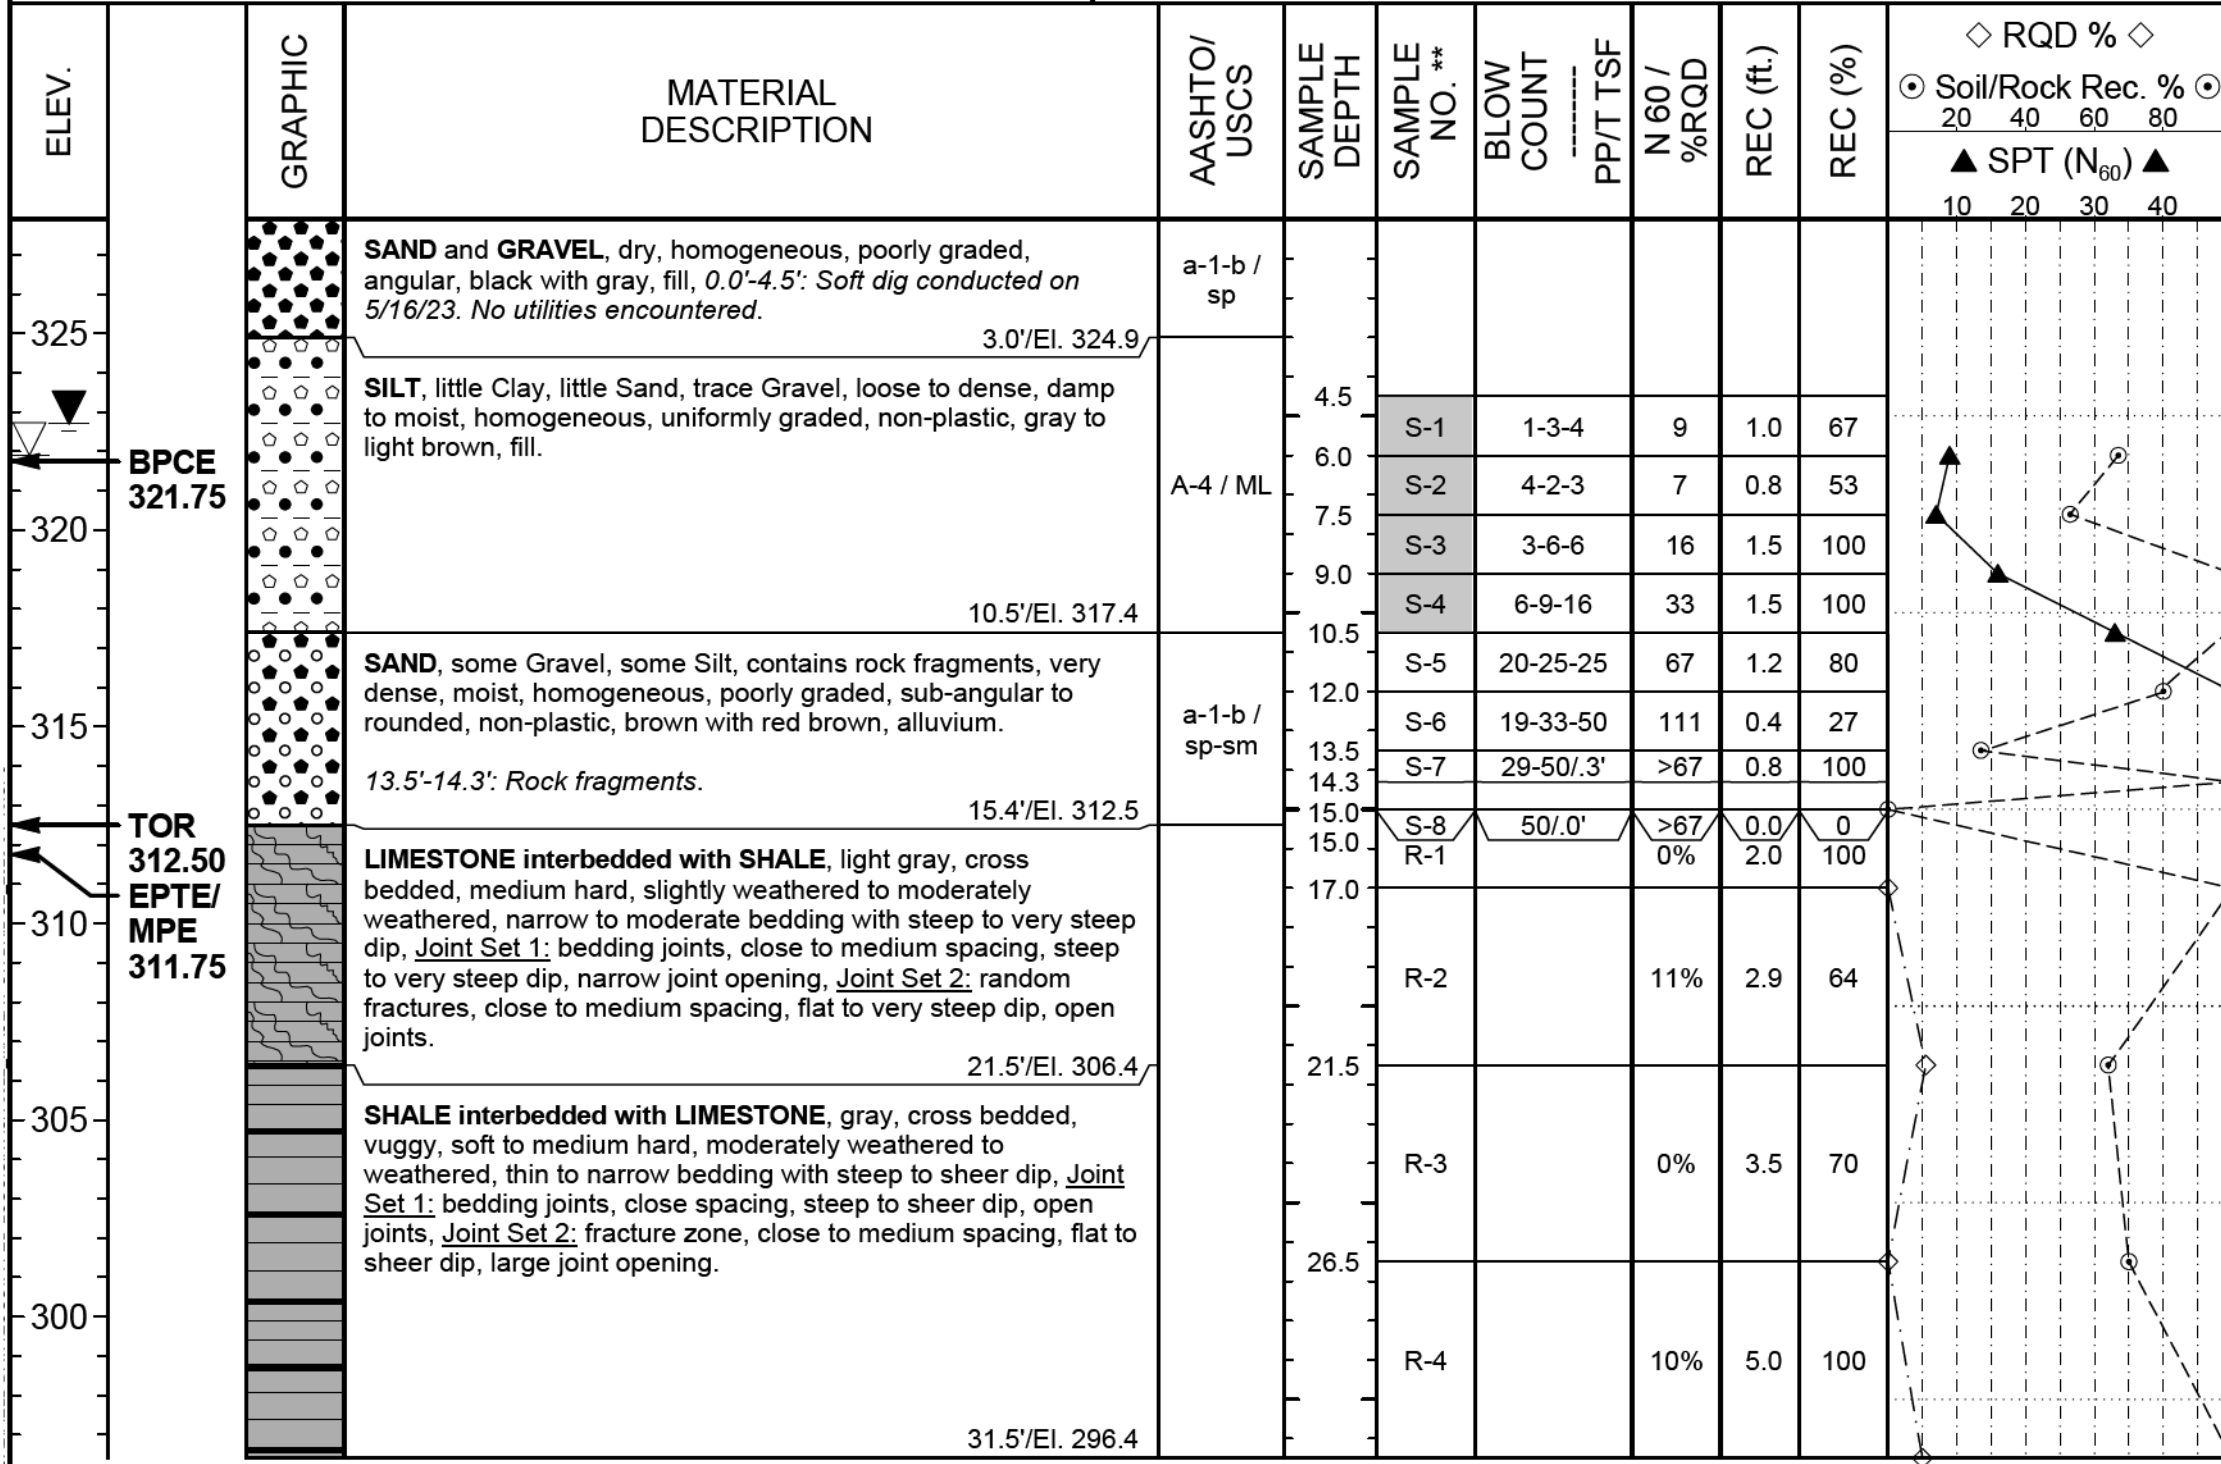 ELEV.
GRAPHIC
MATERIAL
DESCRIPTION
AASHTO/
USCS
SAMPLE
DEPTH
SAMPLE
NO. **
BLOW
COUNT
---------
PP/T TSF
N 60 /
%RQD
REC (ft.)
REC (%)
◇ RQD % ◇
⊙ Soil/Rock Rec. % ⊙
20 40 60 80
▲ SPT (N60) ▲
10 20 30 40
325
320
315
310
305
300
BPCE
321.75
TOR
312.50
EPTE/
MPE
311.75
SAND and GRAVEL, dry, homogeneous, poorly graded,
angular, black with gray, fill, 0.0'-4.5': Soft dig conducted on
5/16/23. No utilities encountered.
3.0'/El. 324.9
SILT, little Clay, little Sand, trace Gravel, loose to dense, damp
to moist, homogeneous, uniformly graded, non-plastic, gray to
light brown, fill.
10.5'/El. 317.4
SAND, some Gravel, some Silt, contains rock fragments, very
dense, moist, homogeneous, poorly graded, sub-angular to
rounded, non-plastic, brown with red brown, alluvium.
13.5'-14.3': Rock fragments.
15.4'/El. 312.5
LIMESTONE interbedded with SHALE, light gray, cross
bedded, medium hard, slightly weathered to moderately
weathered, narrow to moderate bedding with steep to very steep
dip, Joint Set 1: bedding joints, close to medium spacing, steep
to very steep dip, narrow joint opening, Joint Set 2: random
fractures, close to medium spacing, flat to very steep dip, open
joints.
21.5'/El. 306.4
SHALE interbedded with LIMESTONE, gray, cross bedded,
vuggy, soft to medium hard, moderately weathered to
weathered, thin to narrow bedding with steep to sheer dip, Joint
Set 1: bedding joints, close spacing, steep to sheer dip, open
joints, Joint Set 2: fracture zone, close to medium spacing, flat to
sheer dip, large joint opening.
31.5'/El. 296.4
a-1-b /
sp
A-4 / ML
a-1-b /
sp-sm
4.5
S-1 1-3-4 9 1.0 67
6.0
S-2 4-2-3 7 0.8 53
7.5
S-3 3-6-6 16 1.5 100
9.0
S-4 6-9-16 33 1.5 100
10.5
S-5 20-25-25 67 1.2 80
12.0
S-6 19-33-50 111 0.4 27
13.5
S-7 29-50/.3' >67 0.8 100
14.3
15.0
S-8 50/.0' >67 0.0 0
15.0
R-1 0% 2.0 100
17.0
R-2 11% 2.9 64
21.5
R-3 0% 3.5 70
26.5
R-4 10% 5.0 100